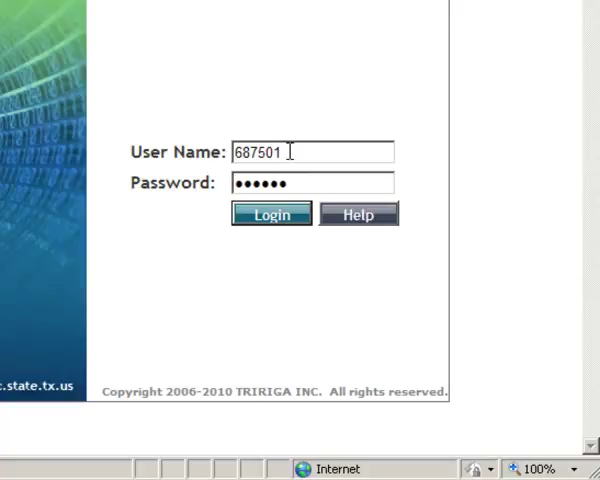 User Name: 687501
Password: ••••••
Login Help
c.state.tx.us
Copyright 2006-2010 TRIRIGA INC. All rights reserved.
Internet 100%